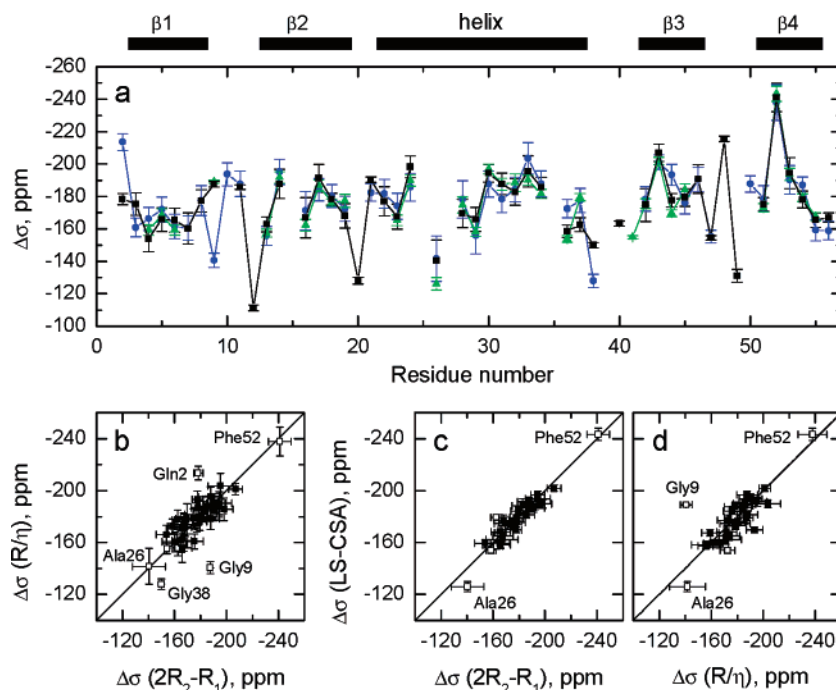 β1 β2 helix β3 β4
-260
-240
-220
-200
-180
-160
-140
-120
-100
a
Δσ, ppm
0 10 20 30 40 50
Residue number
b
Phe52
Gln2
Ala26
Gly38
Gly9
-240
-200
-160
-120
Δσ (R/η), ppm
-120 -160 -200 -240
Δσ (2R₂-R₁), ppm
c
Phe52
Ala26
-240
-200
-160
-120
Δσ (LS-CSA), ppm
-120 -160 -200 -240
Δσ (2R₂-R₁), ppm
d
Phe52
Gly9
Ala26
-120 -160 -200 -240
Δσ (R/η), ppm